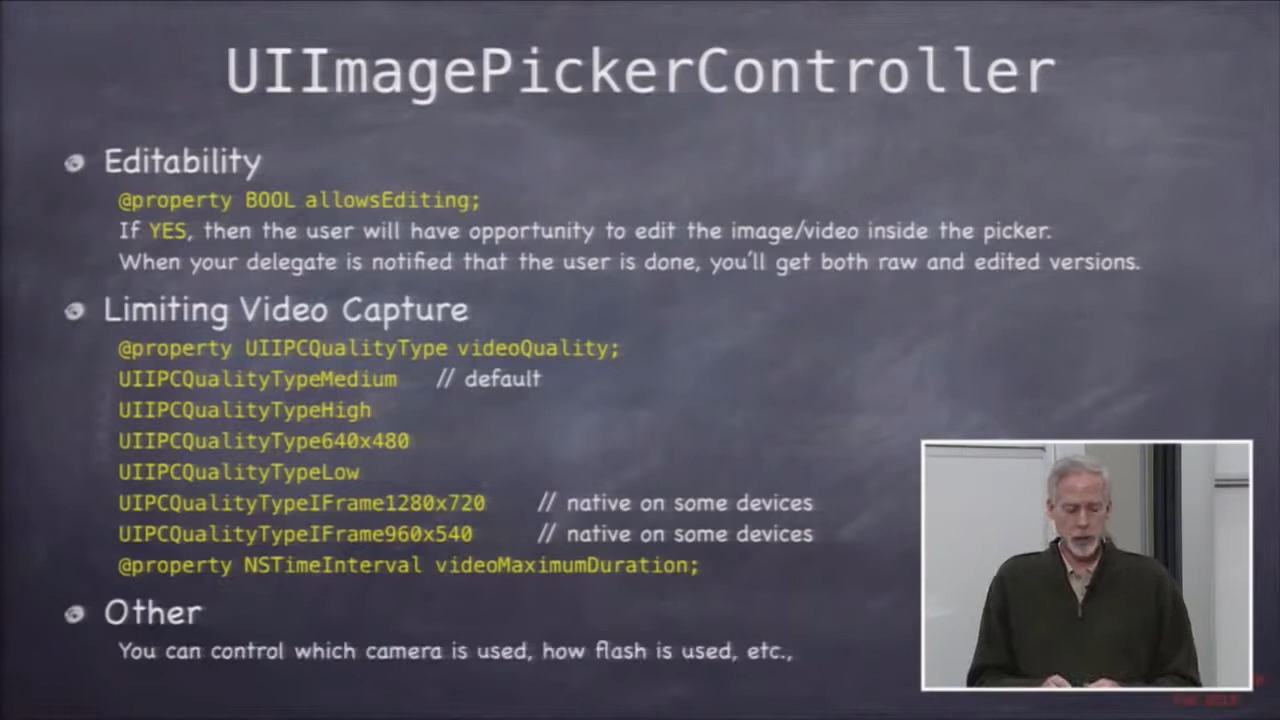 UIImagePickerController
Editability
@property BOOL allowsEditing;
If YES, then the user will have opportunity to edit the image/video inside the picker.
When your delegate is notified that the user is done, you'll get both raw and edited versions.
Limiting Video Capture
@property UIIPCQualityType videoQuality;
UIIPCQualityTypeMedium // default
UIIPCQualityTypeHigh
UIIPCQualityType640x480
UIIPCQualityTypeLow
UIPCQualityTypeIFrame1280x720 // native on some devices
UIPCQualityTypeIFrame960x540 // native on some devices
@property NSTimeInterval videoMaximumDuration;
Other
You can control which camera is used, how flash is used, etc.,